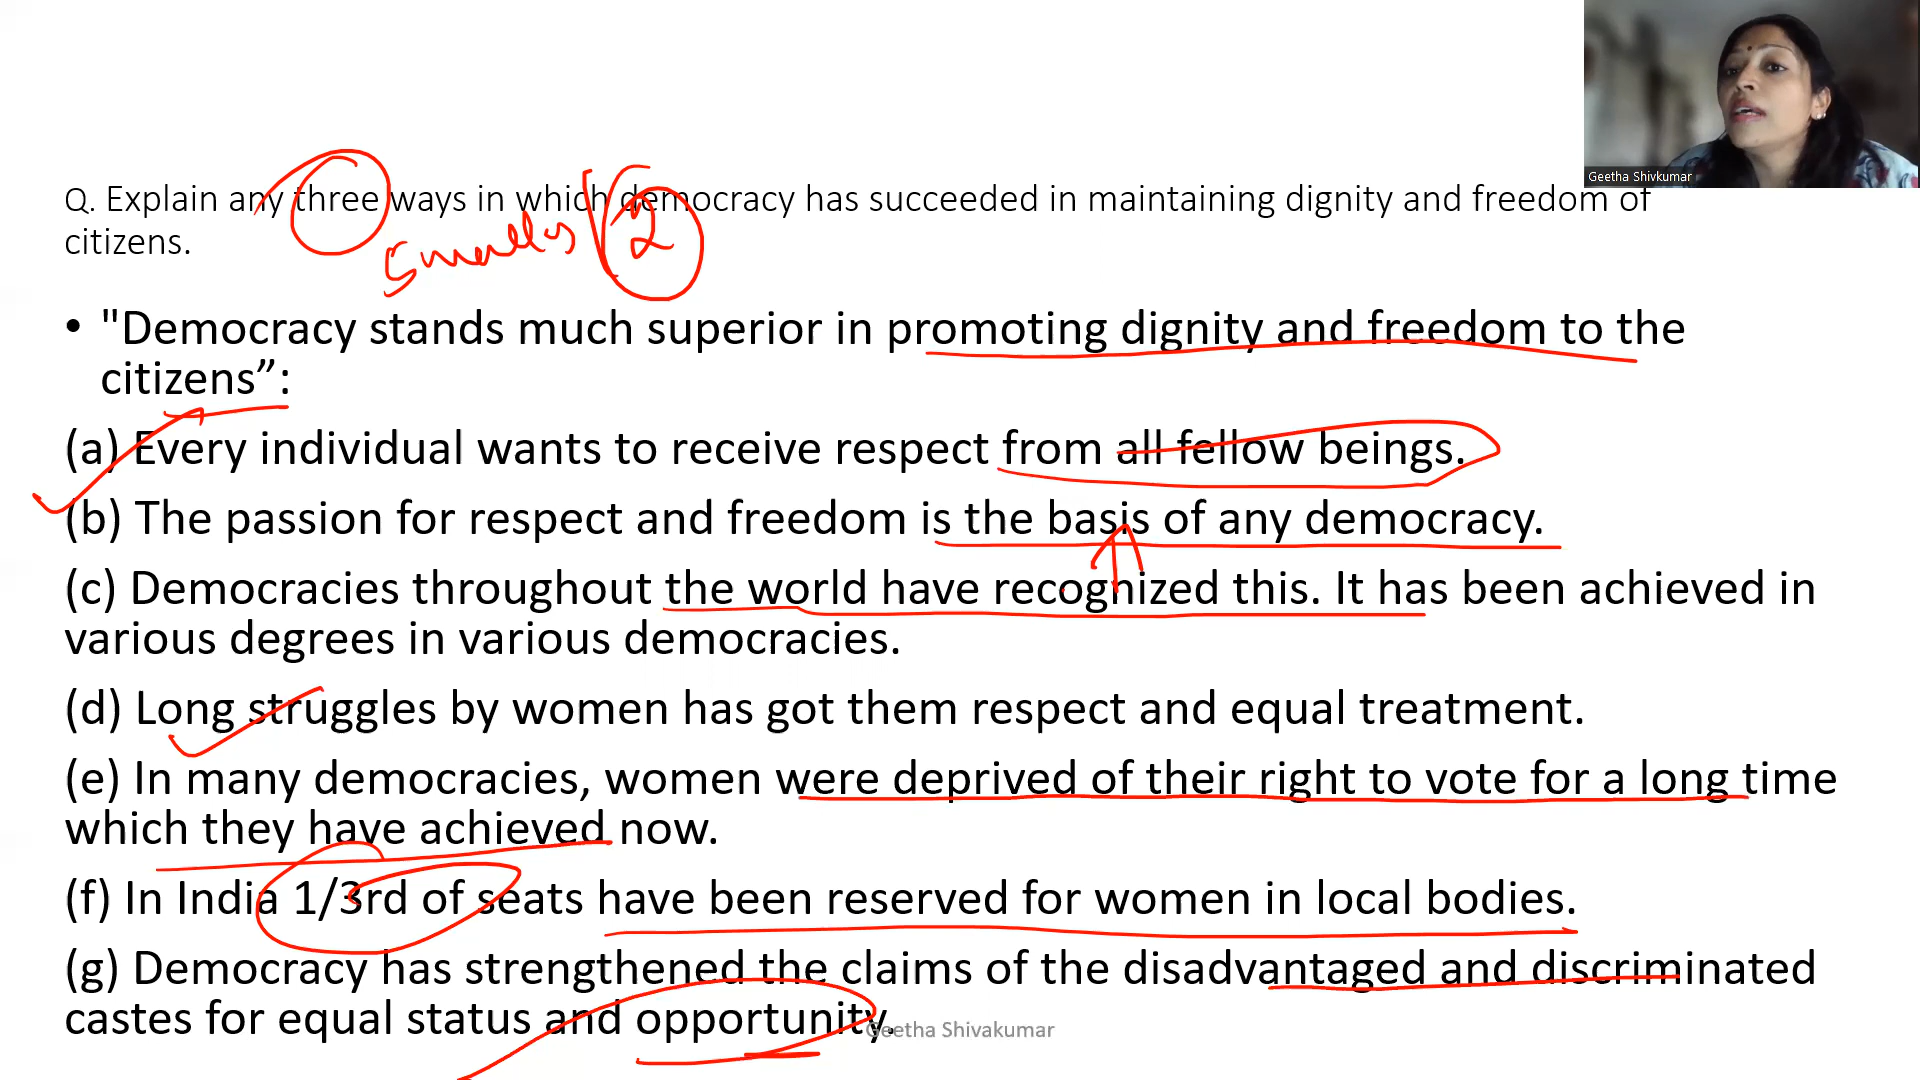 Geetha Shivkumar
Q. Explain any three ways in which democracy has succeeded in maintaining dignity and freedom of
citizens.
5 marks
2
• "Democracy stands much superior in promoting dignity and freedom to the
citizens”:
(a) Every individual wants to receive respect from all fellow beings.
(b) The passion for respect and freedom is the basis of any democracy.
(c) Democracies throughout the world have recognized this. It has been achieved in
various degrees in various democracies.
(d) Long struggles by women has got them respect and equal treatment.
(e) In many democracies, women were deprived of their right to vote for a long time
which they have achieved now.
(f) In India 1/3rd of seats have been reserved for women in local bodies.
(g) Democracy has strengthened the claims of the disadvantaged and discriminated
castes for equal status and opportunity.
Geetha Shivakumar